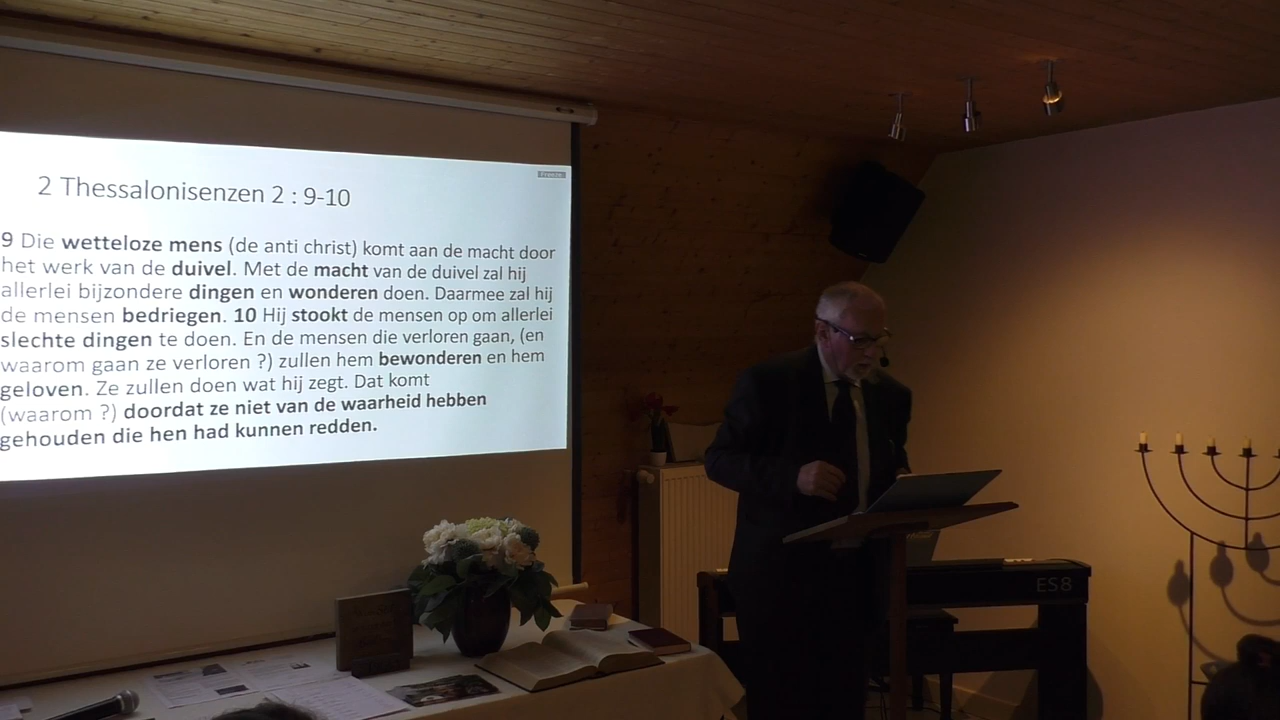 Freeze
2 Thessalonisenzen 2 : 9-10
9 Die wetteloze mens (de anti christ) komt aan de macht door
het werk van de duivel. Met de macht van de duivel zal hij
allerlei bijzondere dingen en wonderen doen. Daarmee zal hij
de mensen bedriegen. 10 Hij stookt de mensen op om allerlei
slechte dingen te doen. En de mensen die verloren gaan, (en
waarom gaan ze verloren ?) zullen hem bewonderen en hem
geloven. Ze zullen doen wat hij zegt. Dat komt
(waarom ?) doordat ze niet van de waarheid hebben
gehouden die hen had kunnen redden.
ES8